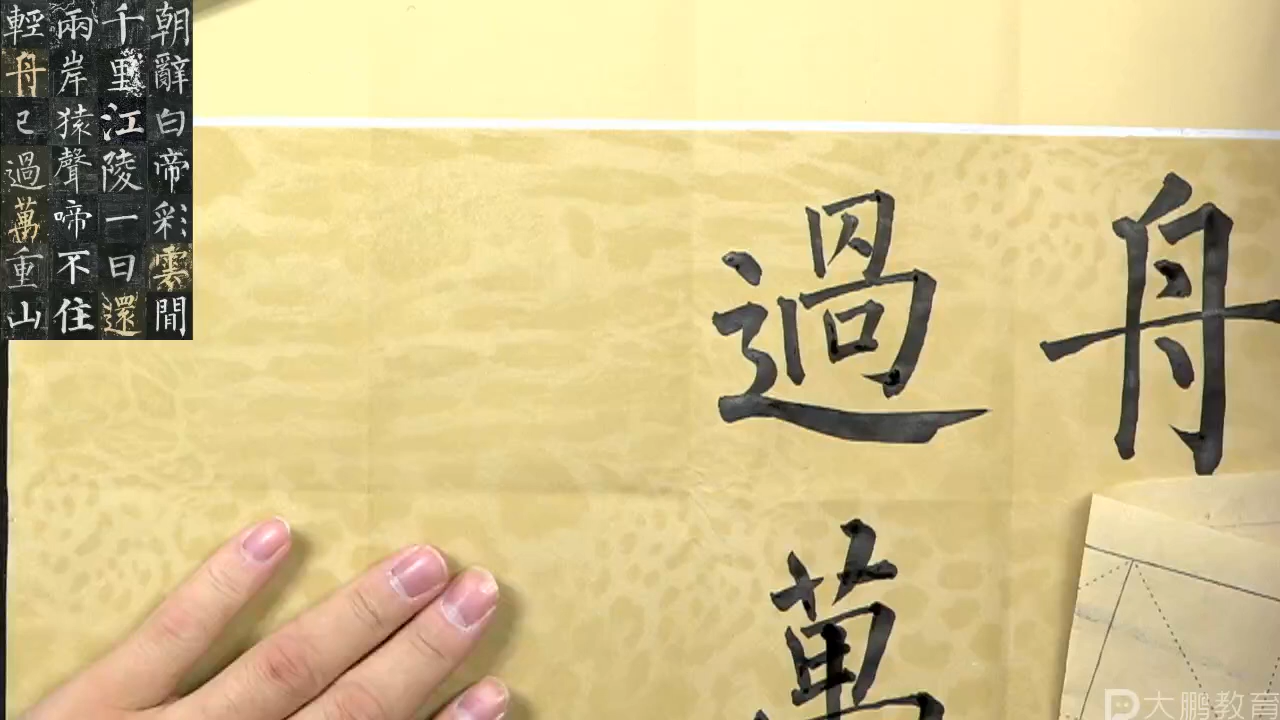 朝辭白帝彩雲間
千里江陵一日還
兩岸猿聲啼不住
輕舟已過萬重山
舟
過萬
大鹏教育